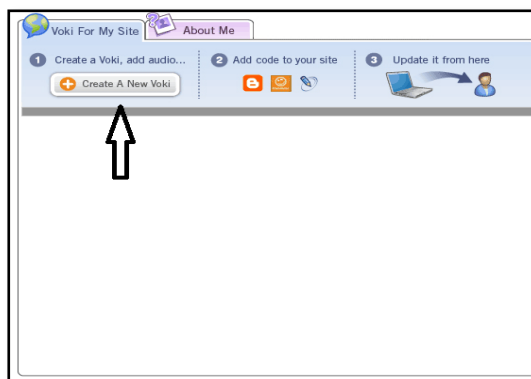 Voki For My Site
About Me
1 Create a Voki, add audio...
2 Add code to your site
3 Update it from here
Create A New Voki